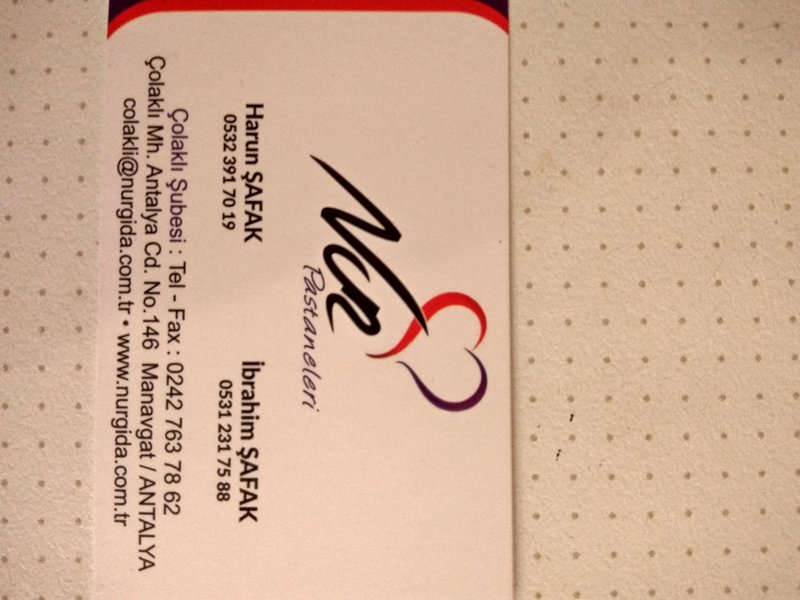 Nur
Pastaneleri
Harun ŞAFAK
0532 391 70 19
İbrahim ŞAFAK
0531 231 75 88
Çolaklı Şubesi : Tel - Fax : 0242 763 78 62
Çolaklı Mh. Antalya Cd. No.146 Manavgat / ANTALYA
colakli@nurgida.com.tr • www.nurgida.com.tr